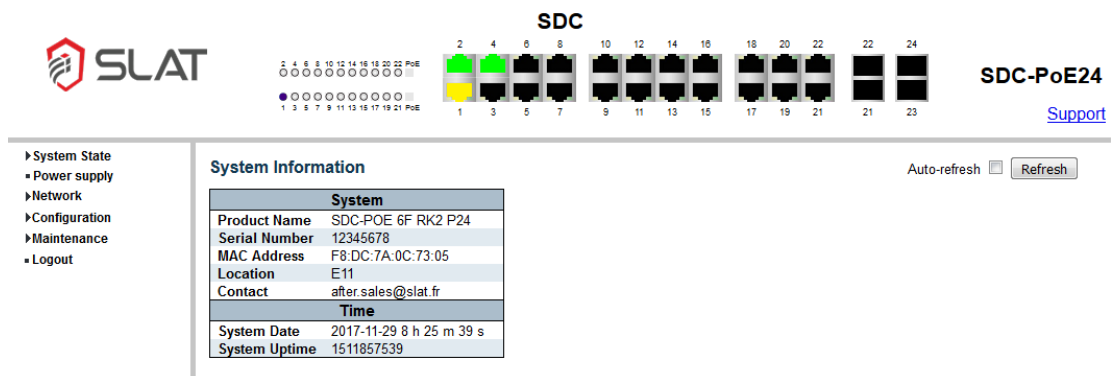 SDC
SLAT
2 4 6 8 10 12 14 16 18 20 22 PoE
1 3 5 7 9 11 13 15 17 19 21 PoE
2 4 6 8 10 12 14 16 18 20 22 22 24
1 3 5 7 9 11 13 15 17 19 21 21 23
SDC-PoE24
Support
System State
Power supply
Network
Configuration
Maintenance
Logout
System Information
Auto-refresh Refresh
System
Product Name SDC-POE 6F RK2 P24
Serial Number 12345678
MAC Address F8:DC:7A:0C:73:05
Location E11
Contact after.sales@slat.fr
Time
System Date 2017-11-29 8 h 25 m 39 s
System Uptime 1511857539